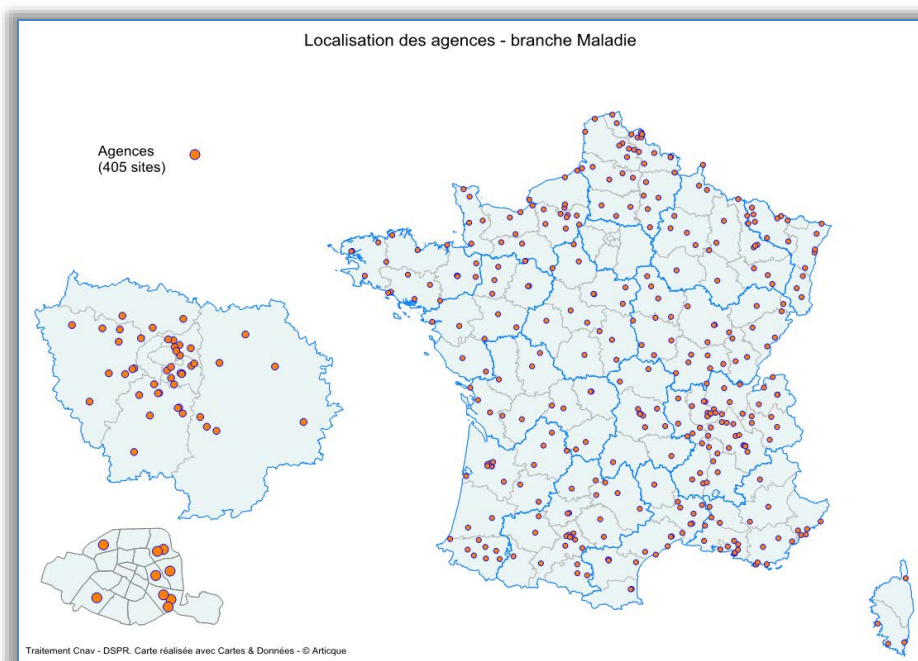 Localisation des agences - branche Maladie
Agences
(405 sites)
Traitement Cnav - DSPR. Carte réalisée avec Cartes & Données - © Articque